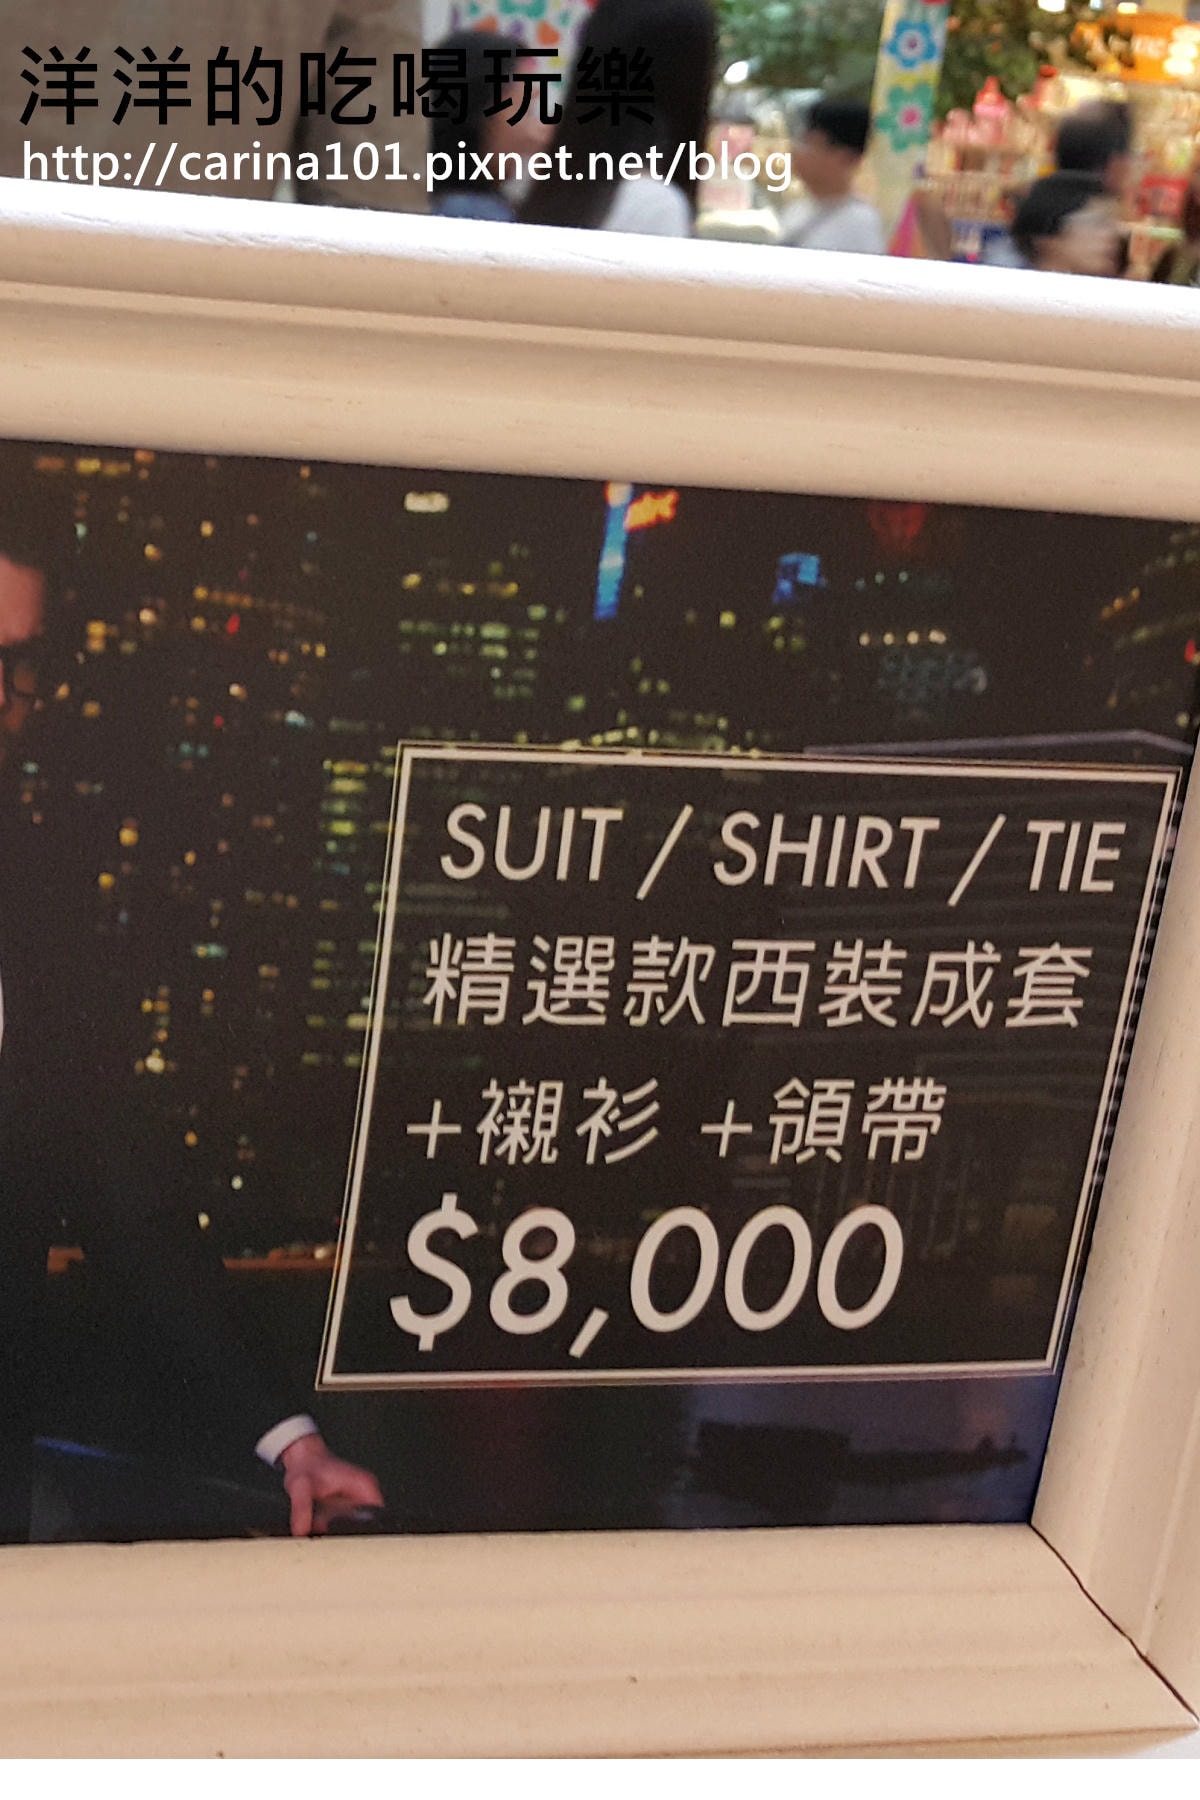 洋洋的吃喝玩樂
http://carina101.pixnet.net/blog
SUIT / SHIRT / TIE
精選款西裝成套
+襯衫 +領帶
$8,000